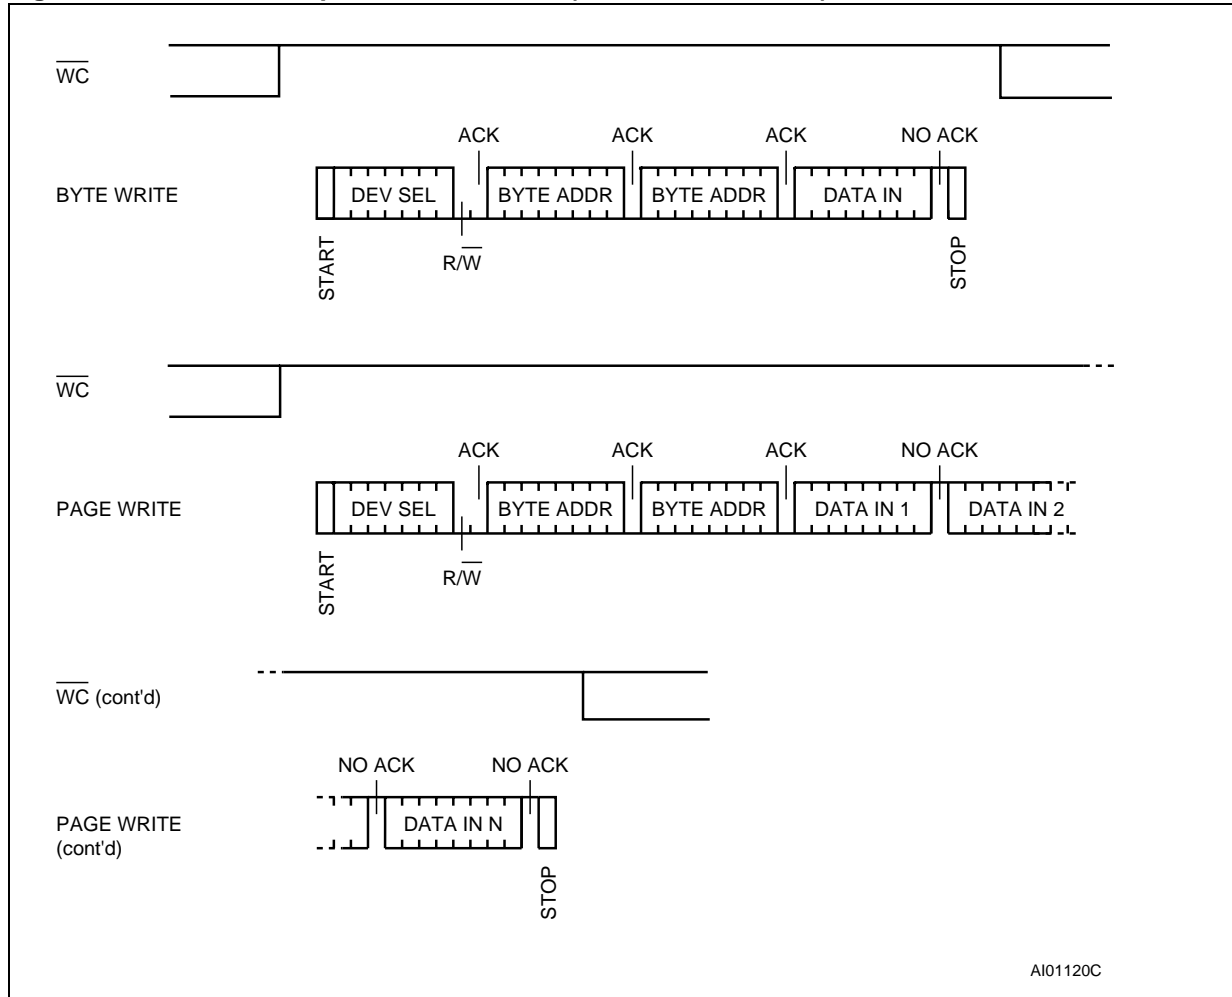 WC
ACK ACK ACK NO ACK
BYTE WRITE
DEV SEL BYTE ADDR BYTE ADDR DATA IN
R/W
START
STOP
WC
ACK ACK ACK NO ACK
PAGE WRITE
DEV SEL BYTE ADDR BYTE ADDR DATA IN 1 DATA IN 2
R/W
START
WC (cont'd)
NO ACK NO ACK
PAGE WRITE
(cont'd)
DATA IN N
STOP
AI01120C